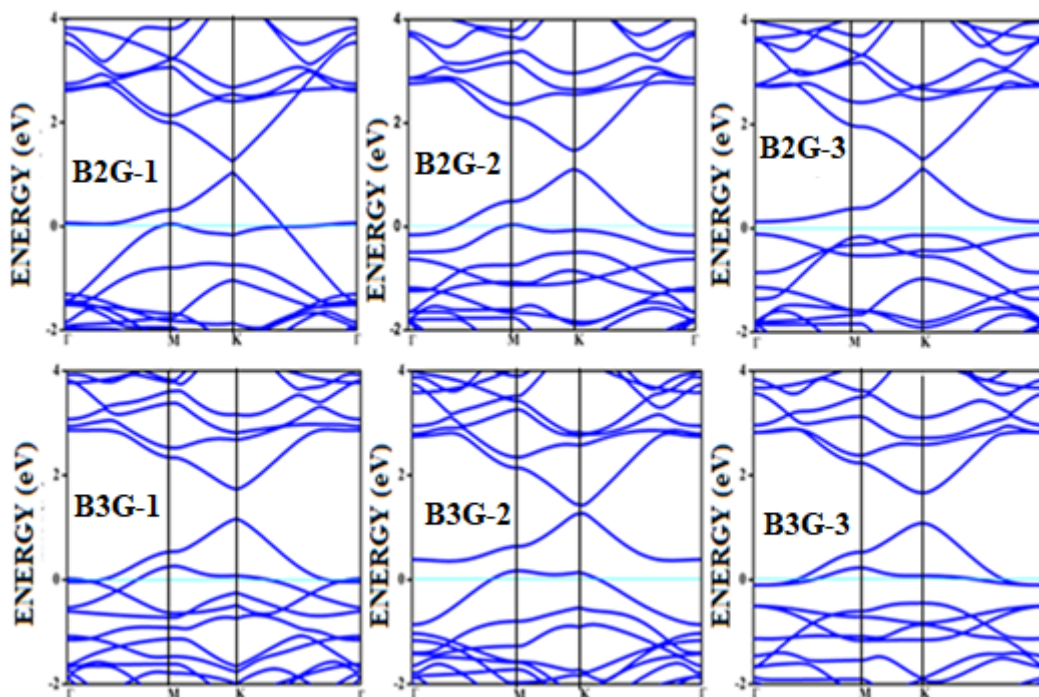 ENERGY (eV)
4
2
0
-2
B2G-1
Γ
M
K
Γ
ENERGY (eV)
4
2
0
-2
B2G-2
Γ
M
K
Γ
ENERGY (eV)
4
2
0
-2
B2G-3
Γ
M
K
Γ
ENERGY (eV)
4
2
0
-2
B3G-1
Γ
M
K
Γ
ENERGY (eV)
4
2
0
-2
B3G-2
Γ
M
K
Γ
ENERGY (eV)
4
2
0
-2
B3G-3
Γ
M
K
Γ